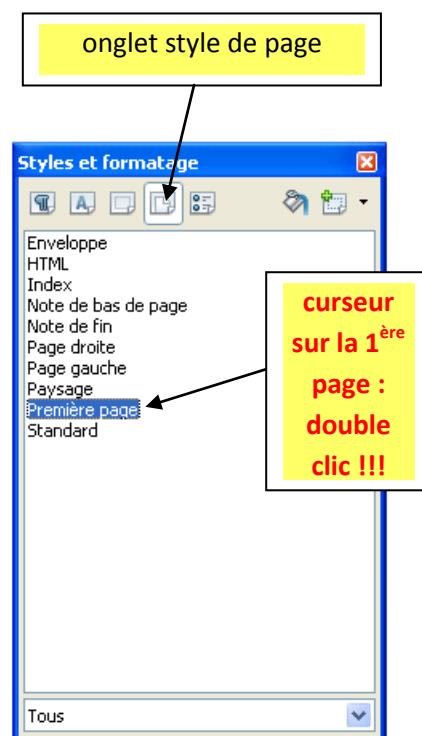 onglet style de page
Styles et formatage
Enveloppe
HTML
Index
Note de bas de page
Note de fin
Page droite
Page gauche
Paysage
Première page
Standard
curseur
sur la 1ère
page :
double
clic !!!
Tous